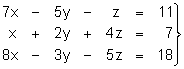 7x - 5y - z = 11
x + 2y + 4z = 7
8x - 3y - 5z = 18